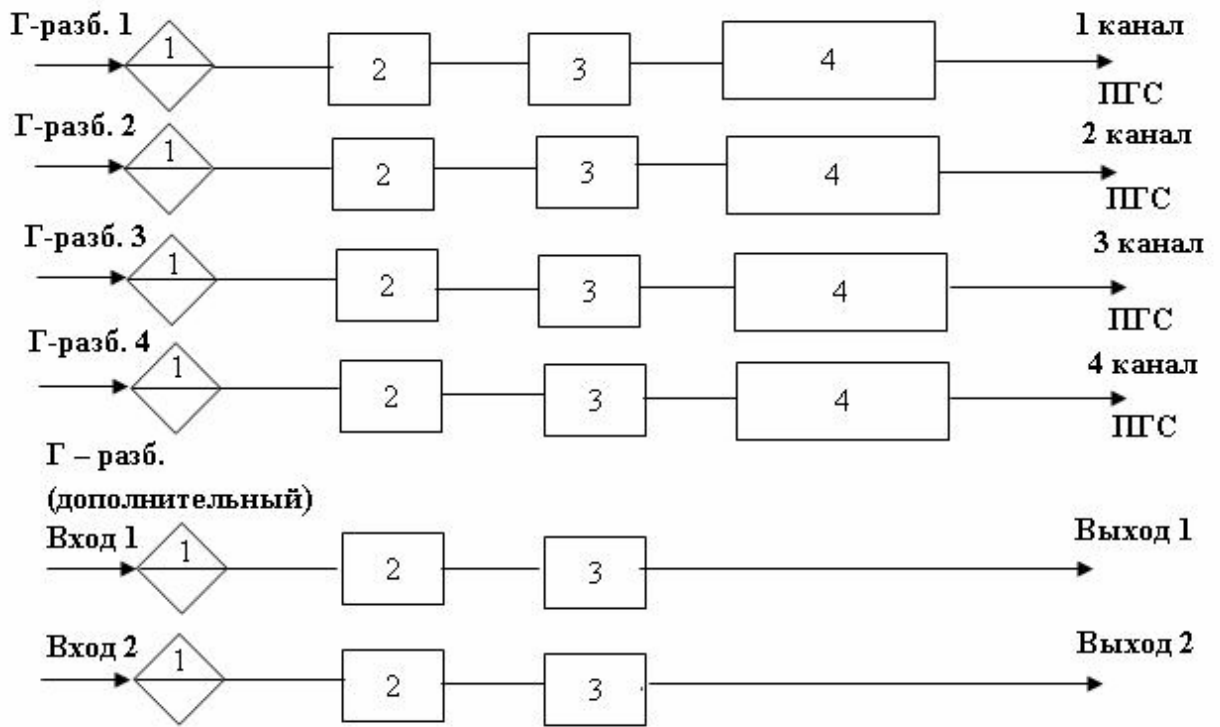 Г-разб. 1
1 канал
1
2
3
4
ПГС
Г-разб. 2
2 канал
1
2
3
4
ПГС
Г-разб. 3
3 канал
1
2
3
4
ПГС
Г-разб. 4
4 канал
1
2
3
4
ПГС
Г – разб.
(дополнительный)
Вход 1
Выход 1
1
2
3
Вход 2
Выход 2
1
2
3